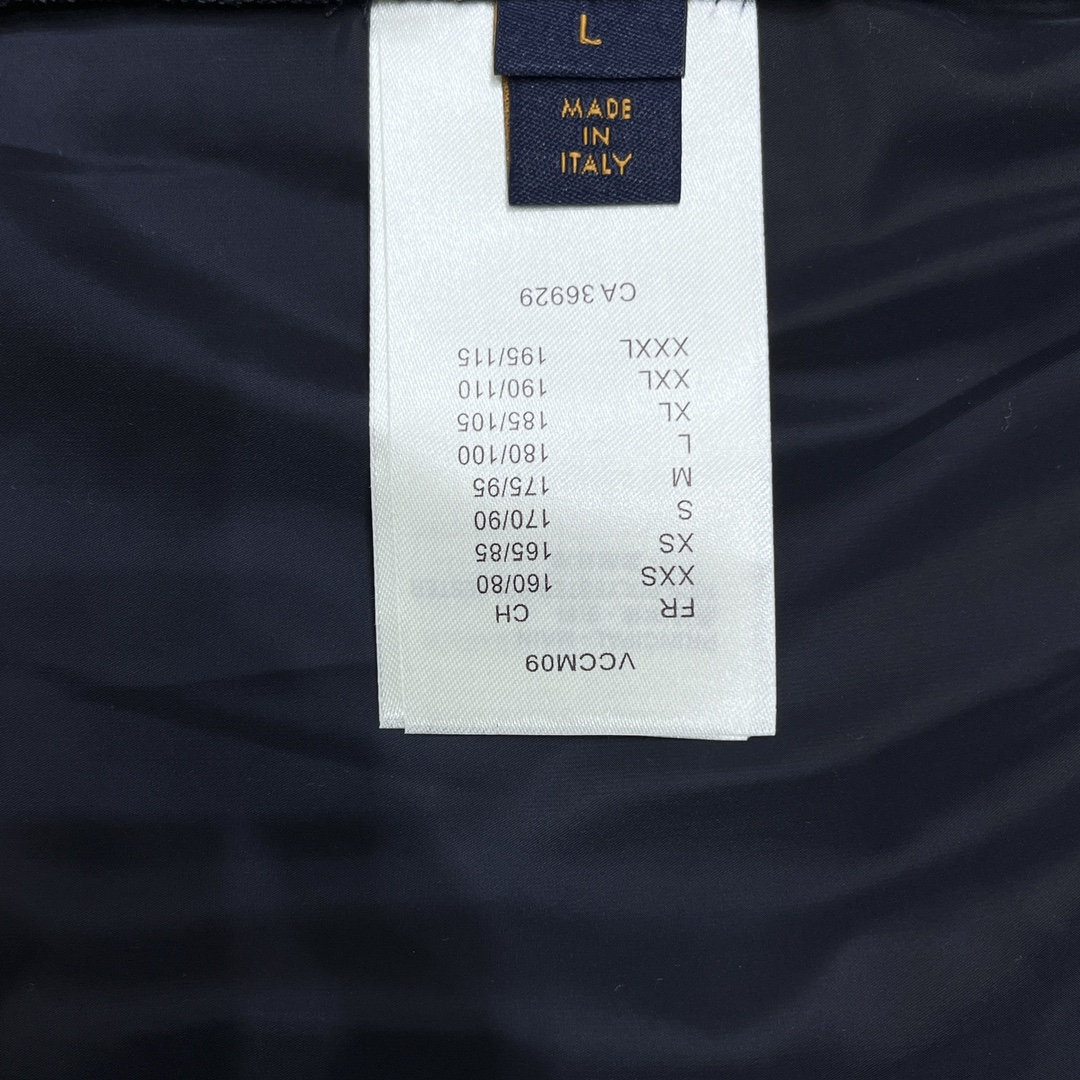 L
MADE
IN
ITALY
VCCM09
FR CH
XXS 160/80
XS 165/85
S 170/90
M 175/95
L 180/100
XL 185/105
XXL 190/110
XXXL 195/115
CA 36929